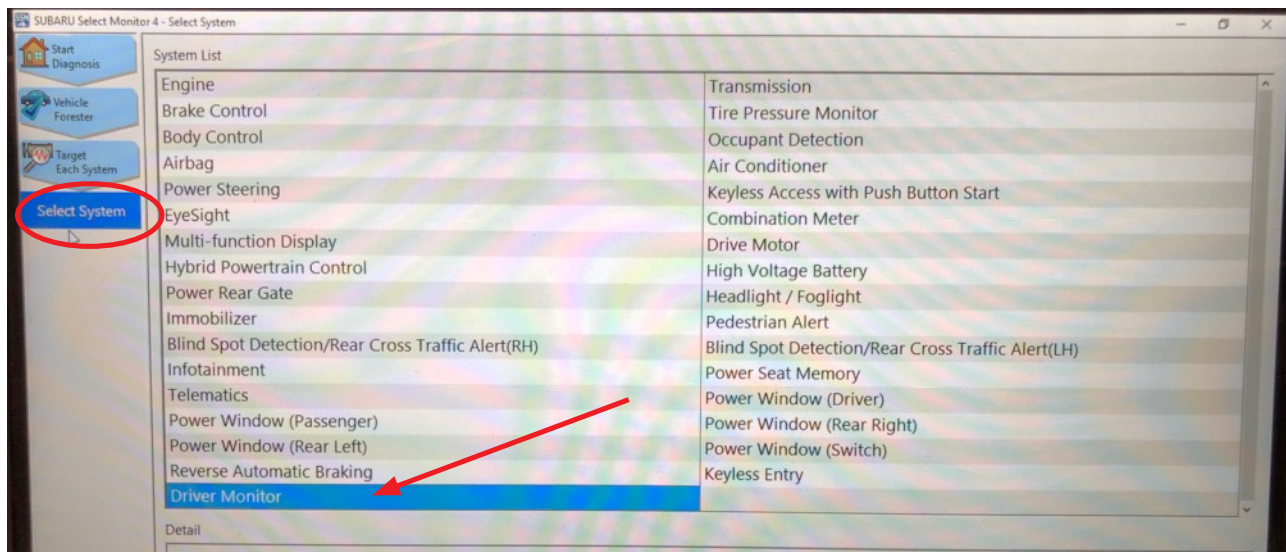 SUBARU Select Monitor 4 - Select System
Start
Diagnosis
Vehicle
Forester
Target
Each System
Select System
System List
Engine
Transmission
Brake Control
Tire Pressure Monitor
Body Control
Occupant Detection
Airbag
Air Conditioner
Power Steering
Keyless Access with Push Button Start
EyeSight
Combination Meter
Multi-function Display
Drive Motor
Hybrid Powertrain Control
High Voltage Battery
Power Rear Gate
Headlight / Foglight
Immobilizer
Pedestrian Alert
Blind Spot Detection/Rear Cross Traffic Alert(RH)
Blind Spot Detection/Rear Cross Traffic Alert(LH)
Infotainment
Power Seat Memory
Telematics
Power Window (Driver)
Power Window (Passenger)
Power Window (Rear Right)
Power Window (Rear Left)
Power Window (Switch)
Reverse Automatic Braking
Keyless Entry
Driver Monitor
Detail